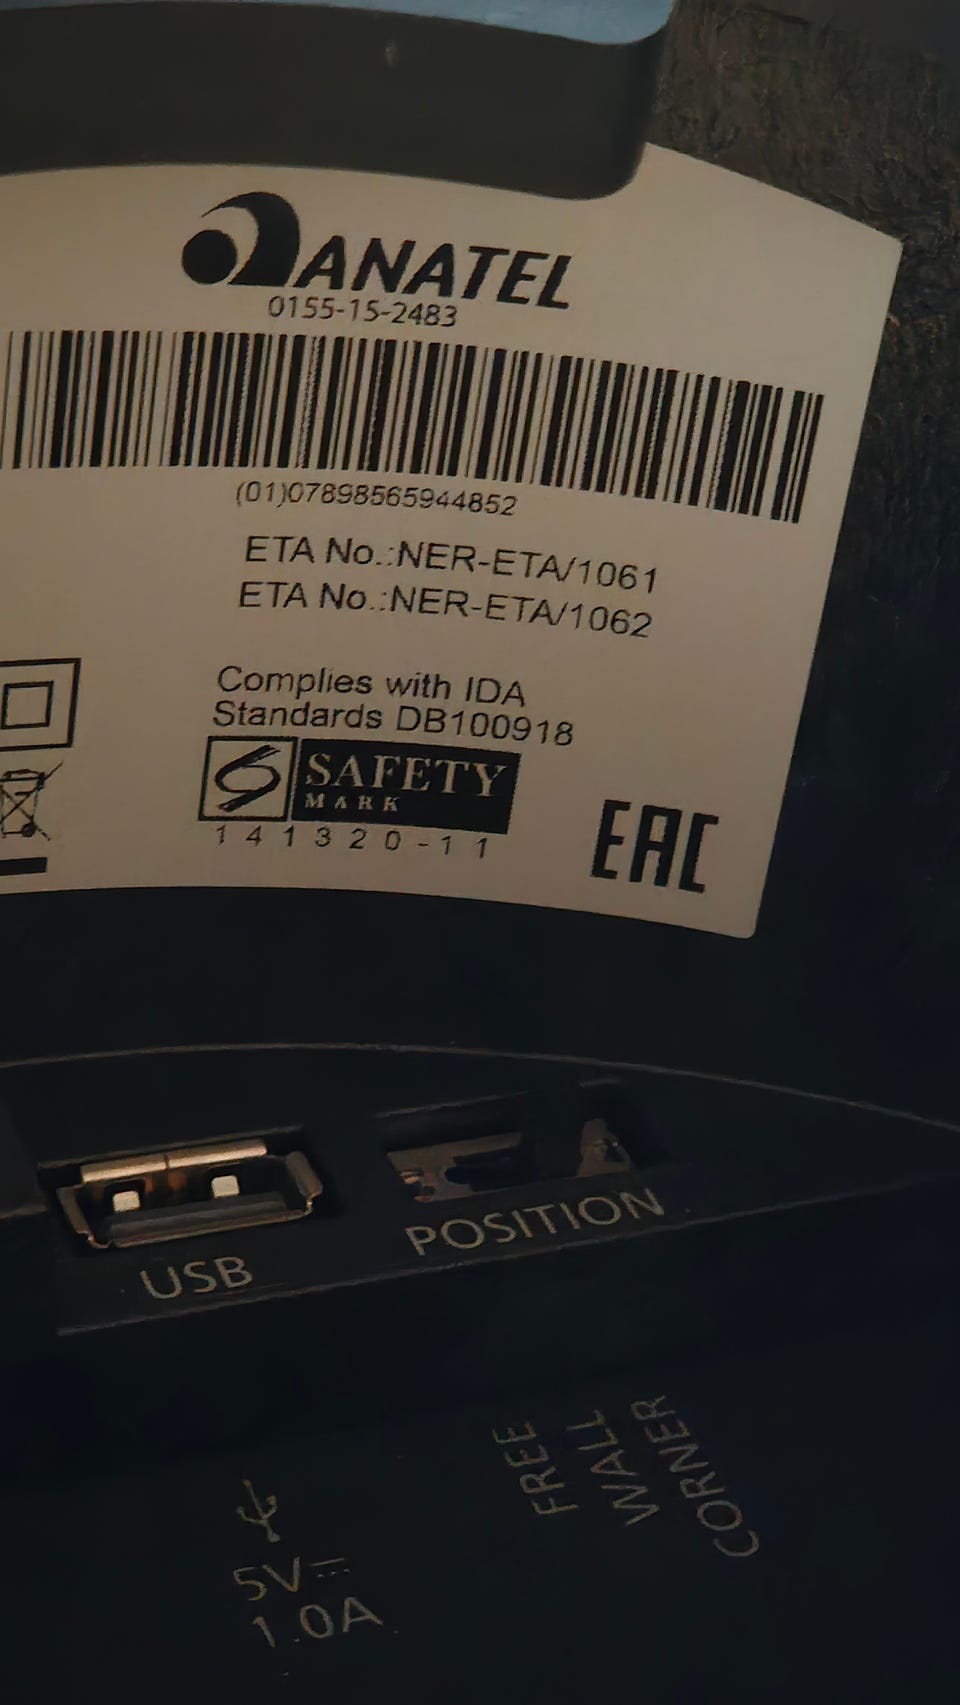 ANATEL
0155-15-2483
(01)07898565944852
ETA No.:NER-ETA/1061
ETA No.:NER-ETA/1062
Complies with IDA
Standards DB100918
SAFETY
MARK
141320-11
EAC
USB
POSITION
FREE
WALL
CORNER
5V
1.0A